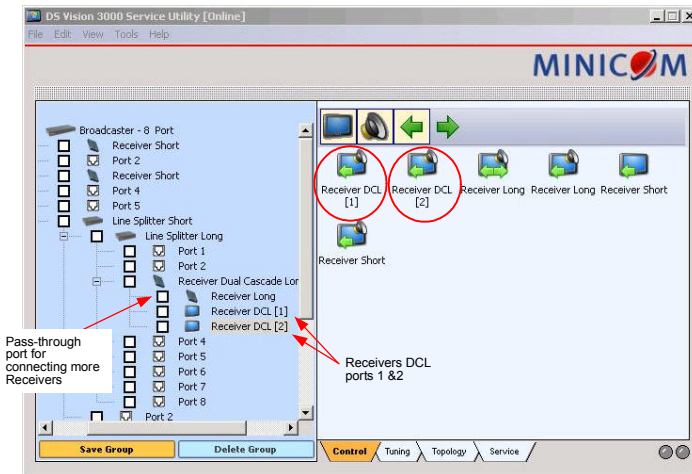 DS Vision 3000 Service Utility [Online]
File Edit View Tools Help
MINICOM
Broadcaster - 8 Port
Receiver Short
Port 2
Receiver Short
Port 4
Port 5
Line Splitter Short
Line Splitter Long
Port 1
Port 2
Receiver Dual Cascade Lor
Receiver Long
Receiver DCL [1]
Receiver DCL [2]
Port 4
Port 5
Port 6
Port 7
Port 8
Port 2
Pass-through
port for
connecting more
Receivers
Save Group
Delete Group
Receiver DCL
[1]
Receiver DCL
[2]
Receiver Long
Receiver Long
Receiver Short
Receiver Short
Receivers DCL
ports 1 &2
Control
Tuning
Topology
Service